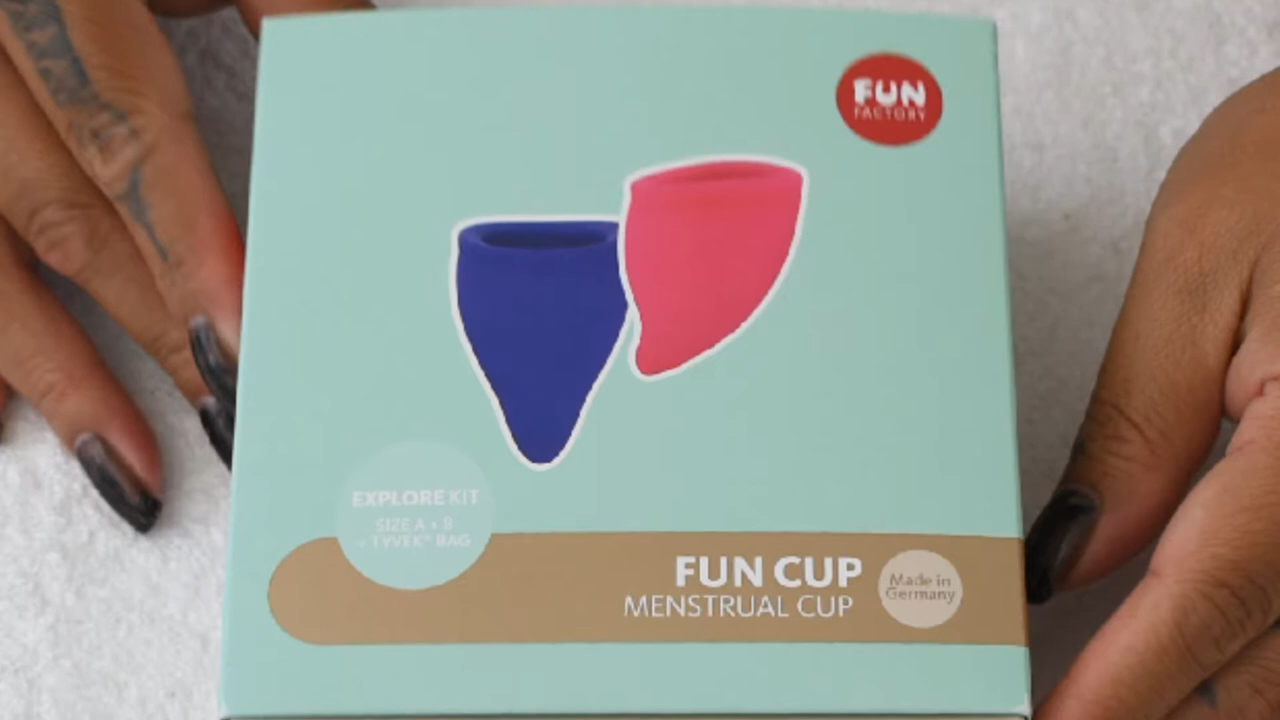 FUN
FACTORY
EXPLORE KIT
SIZE A + B
+ TYVEK® BAG
FUN CUP
MENSTRUAL CUP
Made in
Germany